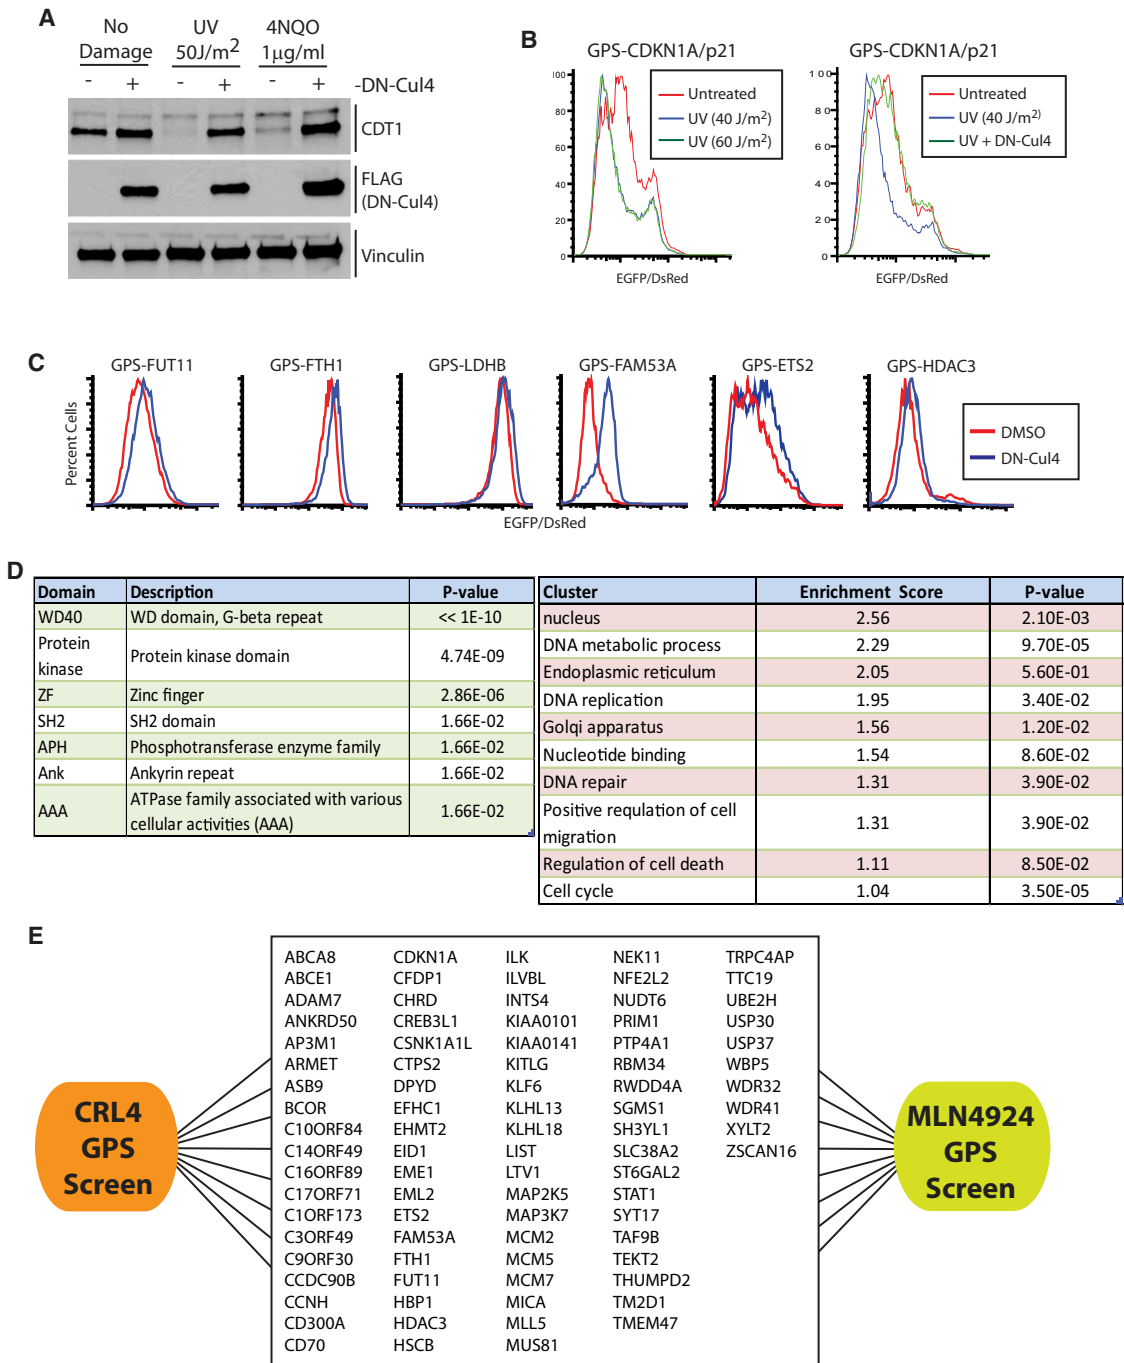 A
No Damage
UV 50J/m2
4NQO 1μg/ml
- + - + - + -DN-Cul4
CDT1
FLAG (DN-Cul4)
Vinculin
B
GPS-CDKN1A/p21
100
80
60
40
20
0
Untreated
UV (40 J/m2)
UV (60 J/m2)
EGFP/DsRed
GPS-CDKN1A/p21
100
80
60
40
20
0
Untreated
UV (40 J/m2)
UV + DN-Cul4
EGFP/DsRed
C
GPS-FUT11
GPS-FTH1
GPS-LDHB
GPS-FAM53A
GPS-ETS2
GPS-HDAC3
Percent Cells
EGFP/DsRed
DMSO
DN-Cul4
D
Domain Description P-value
WD40 WD domain, G-beta repeat << 1E-10
Protein kinase Protein kinase domain 4.74E-09
ZF Zinc finger 2.86E-06
SH2 SH2 domain 1.66E-02
APH Phosphotransferase enzyme family 1.66E-02
Ank Ankyrin repeat 1.66E-02
AAA ATPase family associated with various cellular activities (AAA) 1.66E-02
Cluster Enrichment Score P-value
nucleus 2.56 2.10E-03
DNA metabolic process 2.29 9.70E-05
Endoplasmic reticulum 2.05 5.60E-01
DNA replication 1.95 3.40E-02
Golgi apparatus 1.56 1.20E-02
Nucleotide binding 1.54 8.60E-02
DNA repair 1.31 3.90E-02
Positive regulation of cell migration 1.31 3.90E-02
Regulation of cell death 1.11 8.50E-02
Cell cycle 1.04 3.50E-05
E
CRL4
GPS
Screen
ABCA8 CDKN1A ILK NEK11 TRPC4AP
ABCE1 CFDP1 ILVBL NFE2L2 TTC19
ADAM7 CHRD INTS4 NUDT6 UBE2H
ANKRD50 CREB3L1 KIAA0101 PRIM1 USP30
AP3M1 CSNK1A1L KIAA0141 PTP4A1 USP37
ARMET CTPS2 KITLG RBM34 WBP5
ASB9 DPYD KLF6 RWDD4A WDR32
BCOR EFHC1 KLHL13 SGMS1 WDR41
C10ORF84 EHMT2 KLHL18 SH3YL1 XYLT2
C14ORF49 EID1 LIST SLC38A2 ZSCAN16
C16ORF89 EME1 LTV1 ST6GAL2
C17ORF71 EML2 MAP2K5 STAT1
C1ORF173 ETS2 MAP3K7 SYT17
C3ORF49 FAM53A MCM2 TAF9B
C9ORF30 FTH1 MCM5 TEKT2
CCDC90B FUT11 MCM7 THUMPD2
CCNH HBP1 MICA TM2D1
CD300A HDAC3 MLL5 TMEM47
CD70 HSCB MUS81
MLN4924
GPS
Screen